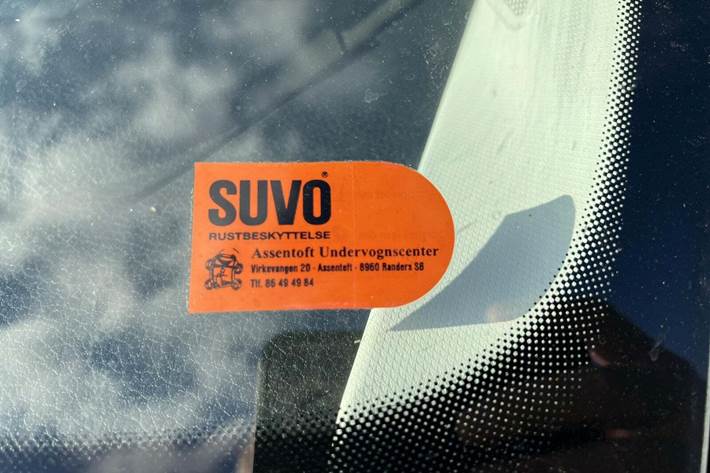 SUVO®
RUSTBESKYTTELSE
Assentoft Undervognscenter
Virkevangen 20 - Assentoft - 8960 Randers SØ
Tlf. 86 49 49 84